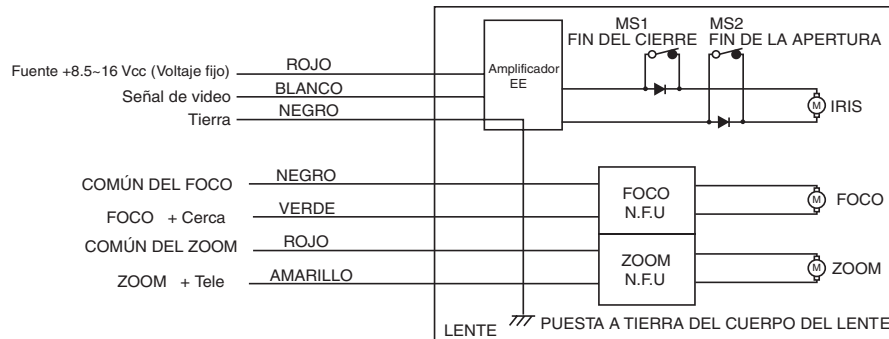 MS1
FIN DEL CIERRE
MS2
FIN DE LA APERTURA
Fuente +8.5~16 Vcc (Voltaje fijo)
ROJO
Señal de video
BLANCO
Tierra
NEGRO
Amplificador
EE
M
IRIS
COMÚN DEL FOCO
NEGRO
FOCO + Cerca
VERDE
FOCO
N.F.U
M
FOCO
COMÚN DEL ZOOM
ROJO
ZOOM + Tele
AMARILLO
ZOOM
N.F.U
M
ZOOM
LENTE
PUESTA A TIERRA DEL CUERPO DEL LENTE